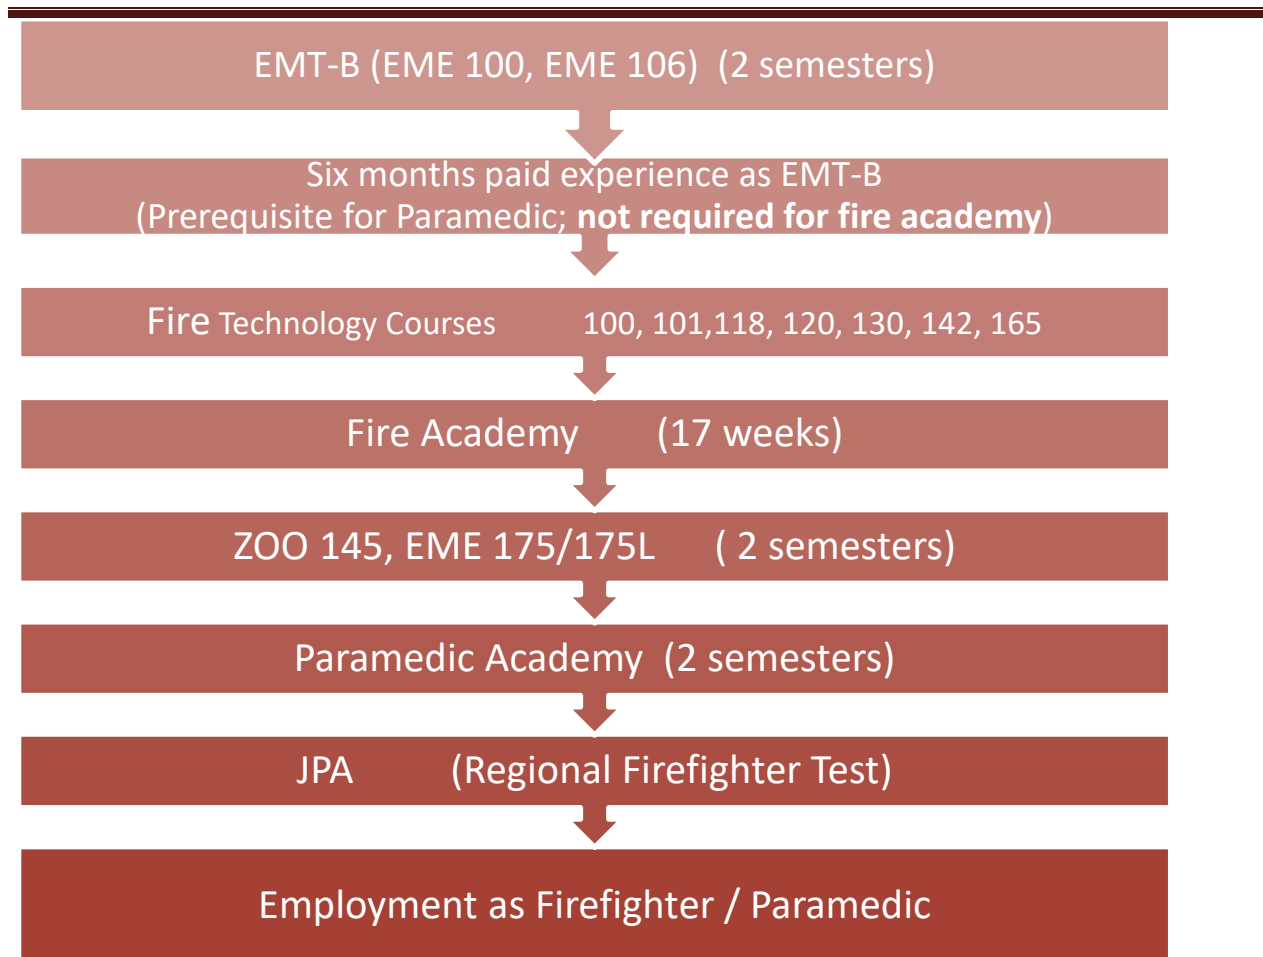 EMT-B (EME 100, EME 106)  (2 semesters)
Six months paid experience as EMT-B
(Prerequisite for Paramedic; not required for fire academy)
Fire Technology Courses 100, 101,118, 120, 130, 142, 165
Fire Academy (17 weeks)
ZOO 145, EME 175/175L ( 2 semesters)
Paramedic Academy  (2 semesters)
JPA (Regional Firefighter Test)
Employment as Firefighter / Paramedic